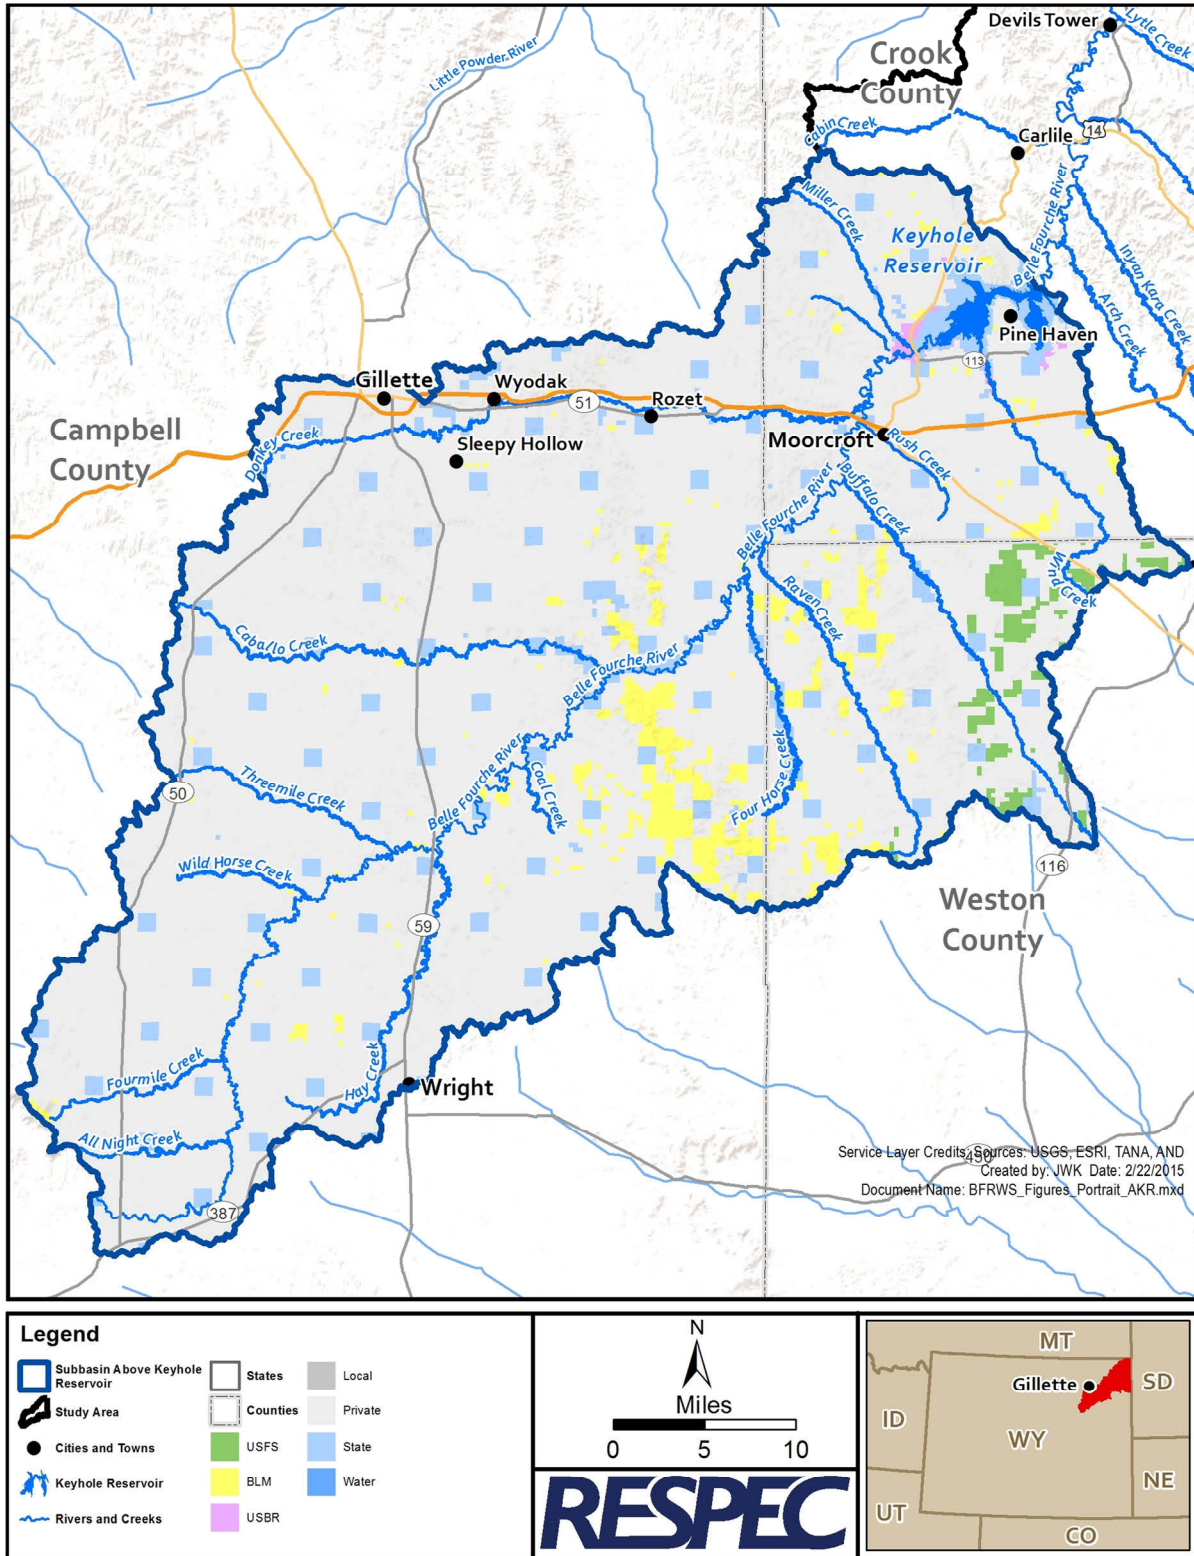 Devils Tower
Lytle Creek
Crook
County
Little Powder River
Cabin Creek
14
Carlile
Miller Creek
Belle Fourche River
Keyhole
Reservoir
Inyan Kara Creek
Arch Creek
Pine Haven
113
Gillette
Wyodak
51
Rozet
Campbell
County
Donkey Creek
Sleepy Hollow
Moorcroft
Rush Creek
Buffalo Creek
Belle Fourche River
Wind Creek
Raven Creek
Caballo Creek
Belle Fourche River
Four Horse Creek
Belle Fourche River
Coal Creek
Threemile Creek
50
Wild Horse Creek
116
Weston
County
59
Fourmile Creek
Hay Creek
Wright
All Night Creek
387
450
Service Layer Credits: Sources: USGS, ESRI, TANA, AND
Created by: JWK Date: 2/22/2015
Document Name: BFRWS_Figures_Portrait_AKR.mxd
Legend
Subbasin Above Keyhole
Reservoir
Study Area
Cities and Towns
Keyhole Reservoir
Rivers and Creeks
States
Counties
USFS
BLM
USBR
Local
Private
State
Water
N
Miles
0 5 10
RESPEC
MT
Gillette
SD
ID
WY
NE
UT
CO